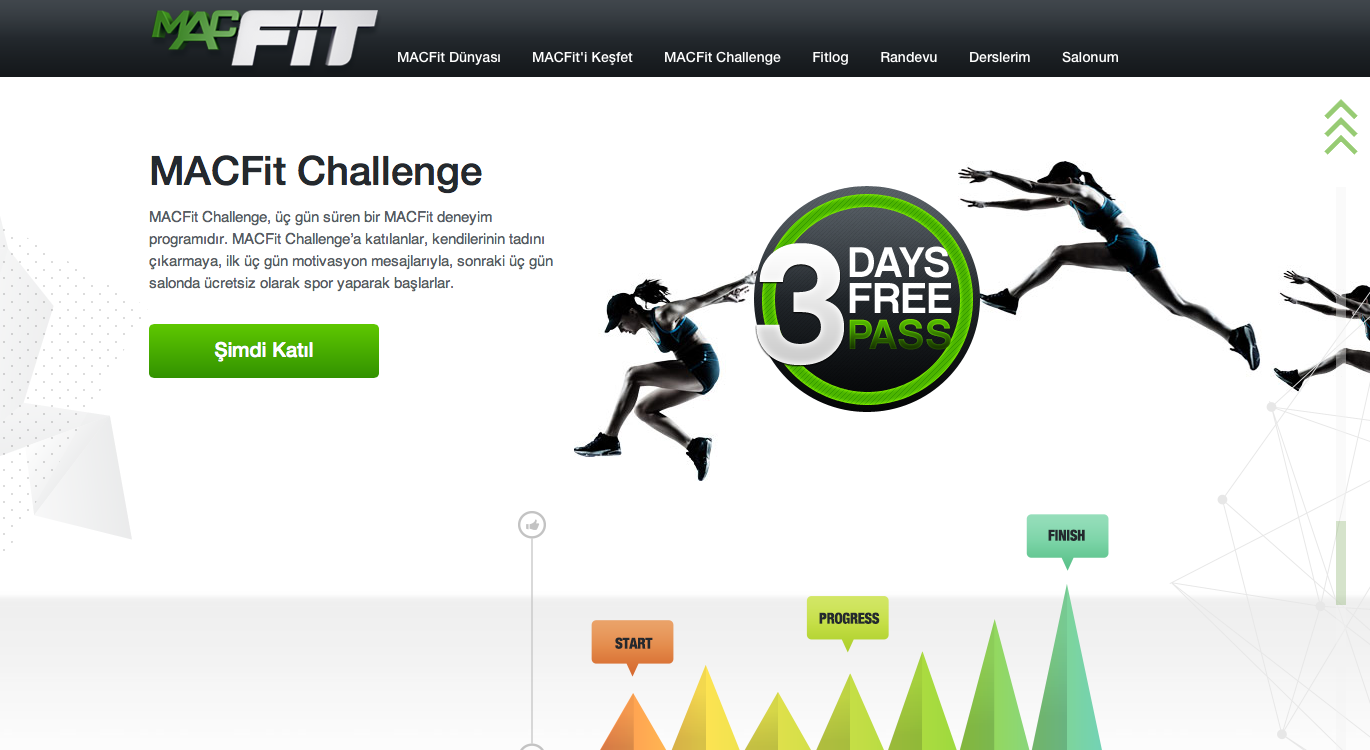 MACFiT
MACFit Dünyası
MACFit'i Keşfet
MACFit Challenge
Fitlog
Randevu
Derslerim
Salonum
MACFit Challenge
MACFit Challenge, üç gün süren bir MACFit deneyim
programıdır. MACFit Challenge’a katılanlar, kendilerinin tadını
çıkarmaya, ilk üç gün motivasyon mesajlarıyla, sonraki üç gün
salonda ücretsiz olarak spor yaparak başlarlar.
Şimdi Katıl
3 DAYS
FREE
PASS
FINISH
PROGRESS
START